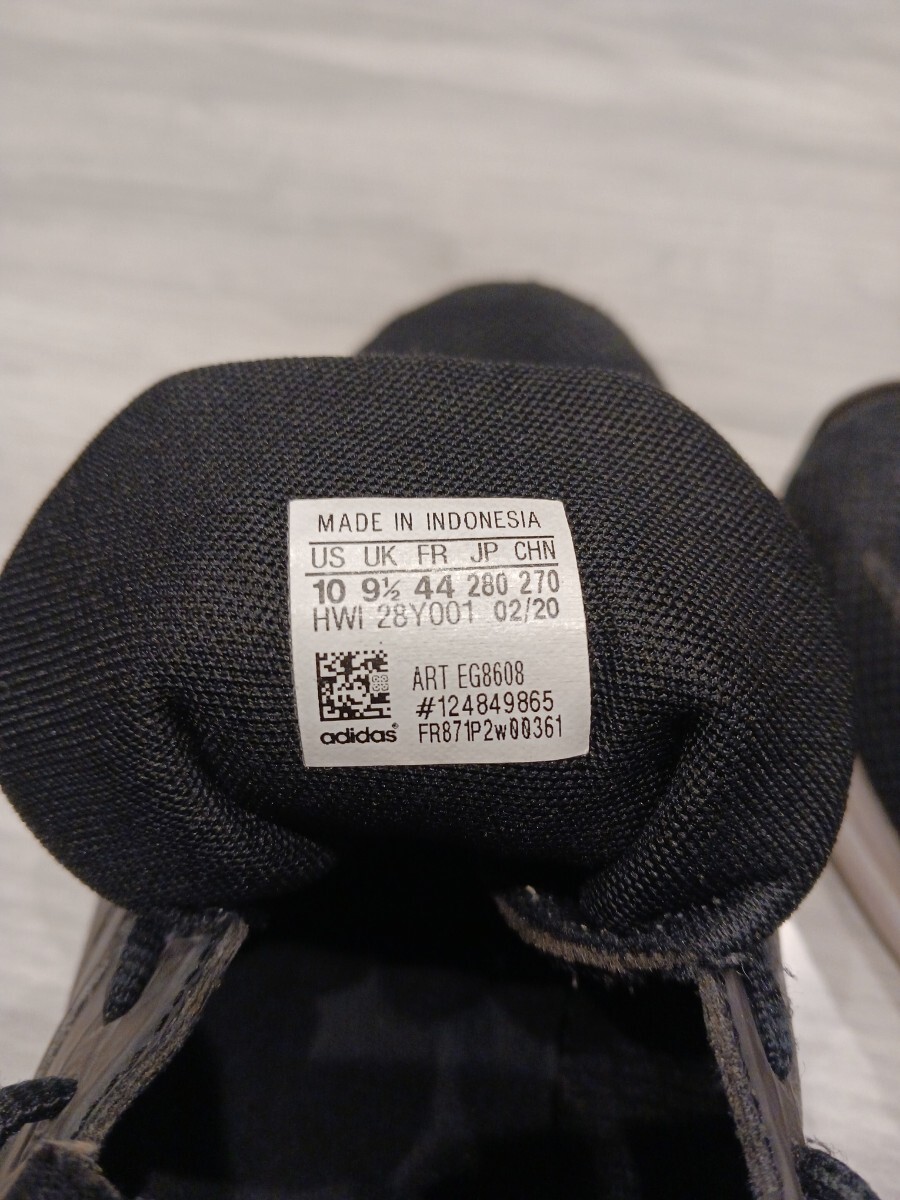 MADE IN INDONESIA
US UK FR JP CHN
10 9½ 44 280 270
HWI 28Y001 02/20
ART EG8608
#124849865
adidas FR871P2w00361